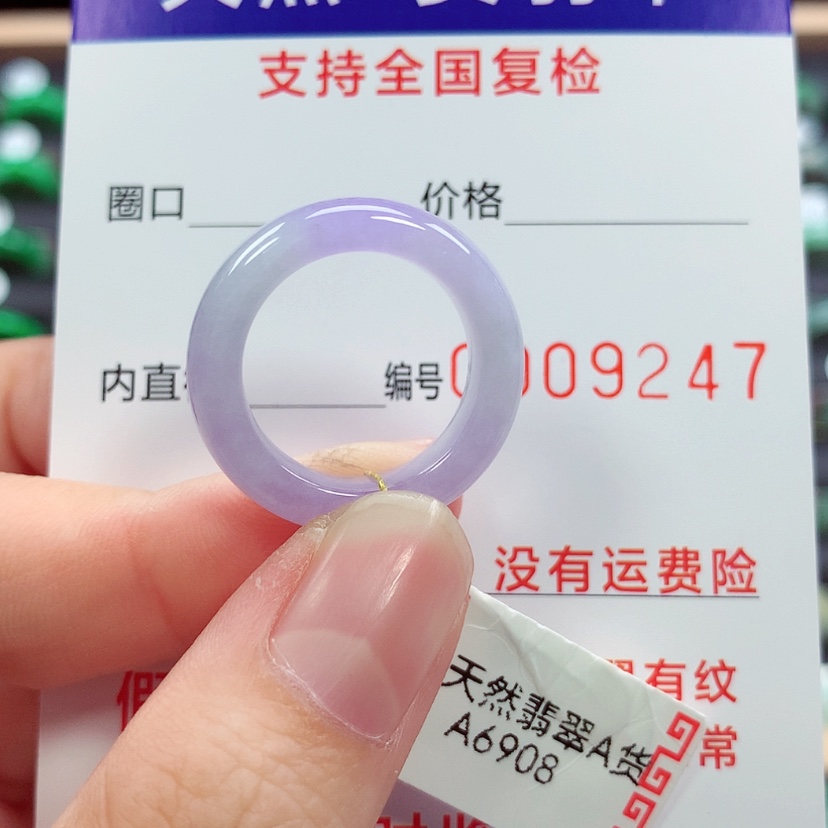 支持全国复检
圈口 价格
内直 编号 009247
没有运费险
有纹
假
常
天然翡翠A货
A6908